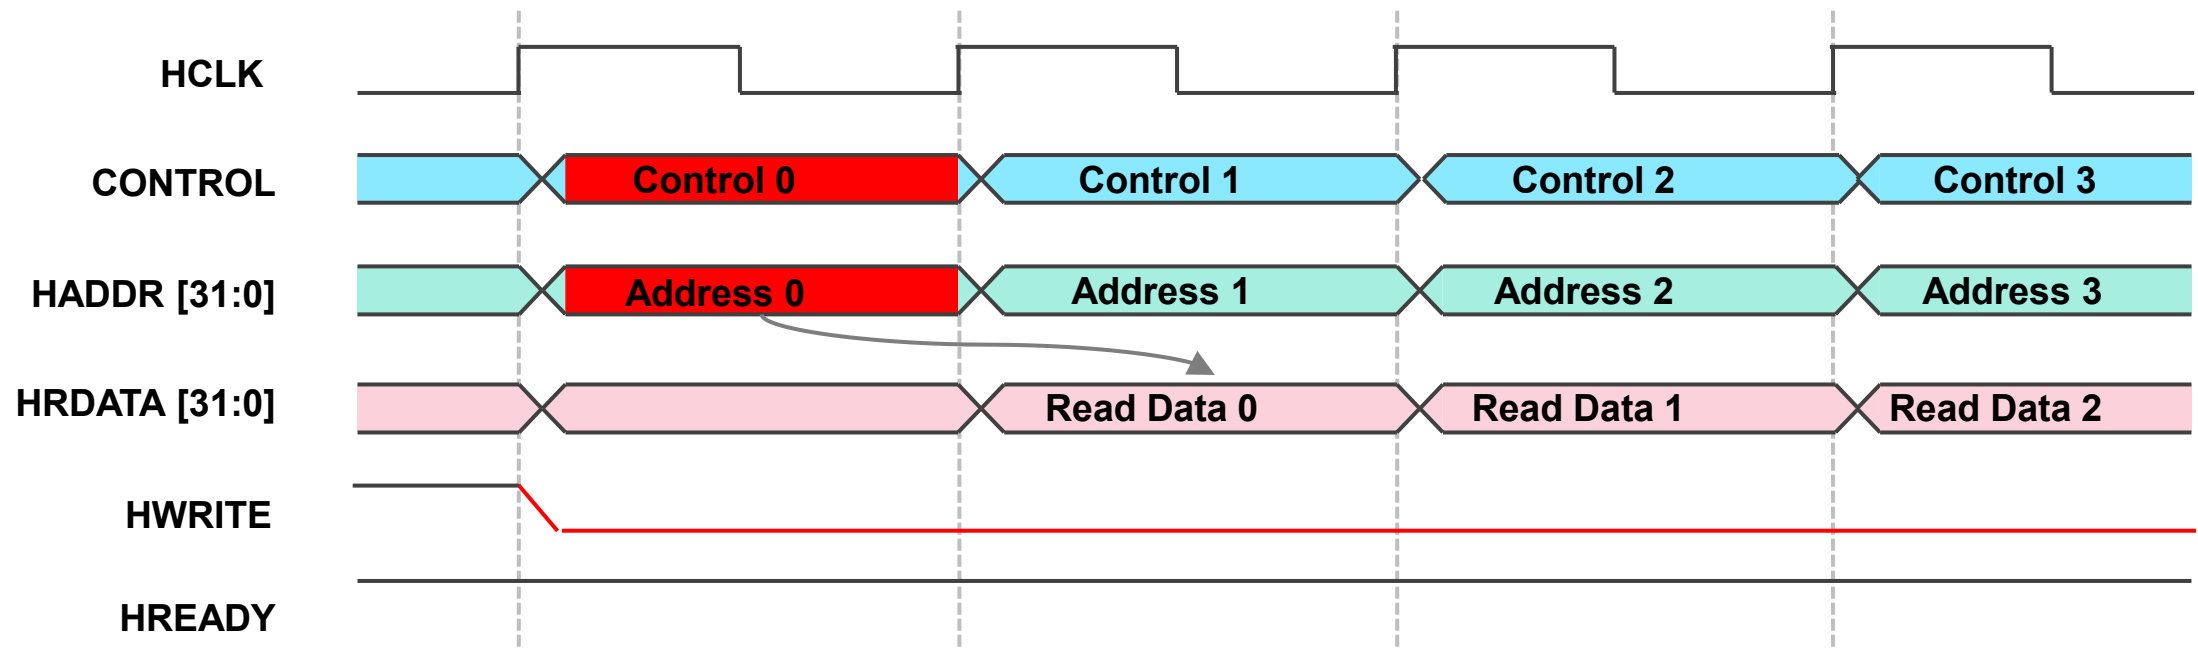 HCLK
CONTROL Control 0 Control 1 Control 2 Control 3
HADDR [31:0] Address 0 Address 1 Address 2 Address 3
HRDATA [31:0] Read Data 0 Read Data 1 Read Data 2
HWRITE
HREADY